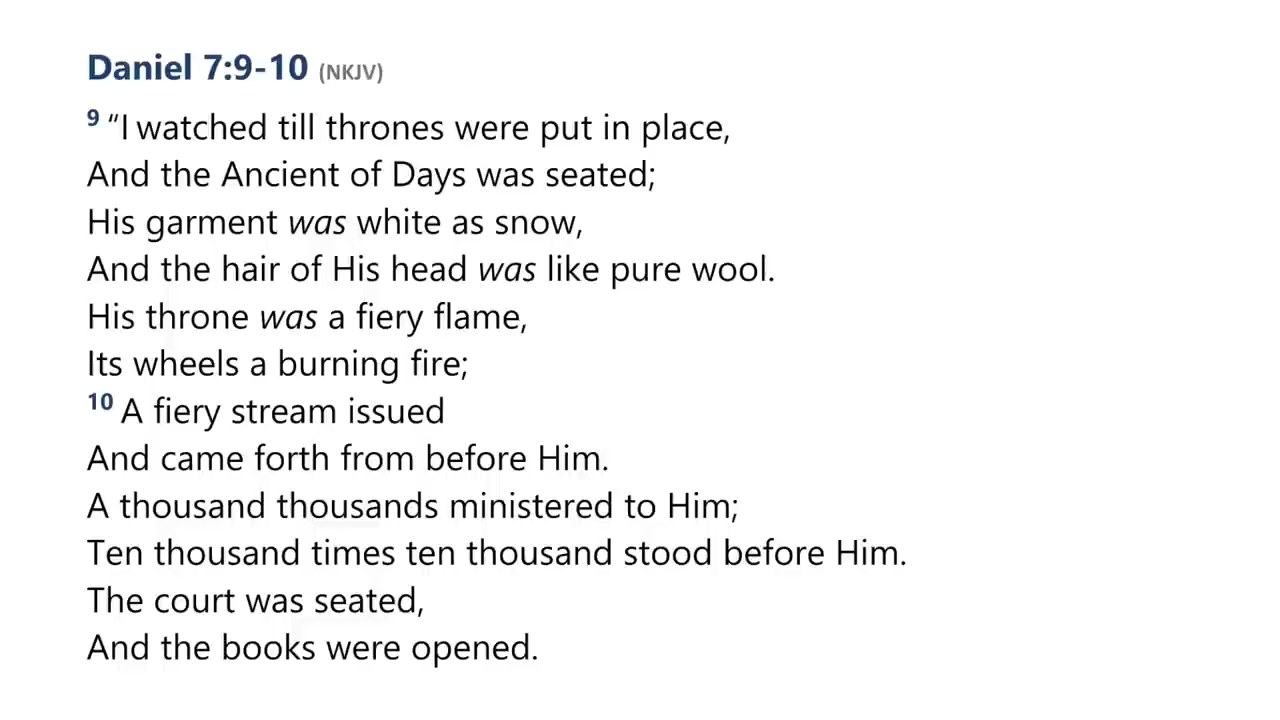 Daniel 7:9-10 (NKJV)
9 “I watched till thrones were put in place,
And the Ancient of Days was seated;
His garment was white as snow,
And the hair of His head was like pure wool.
His throne was a fiery flame,
Its wheels a burning fire;
10 A fiery stream issued
And came forth from before Him.
A thousand thousands ministered to Him;
Ten thousand times ten thousand stood before Him.
The court was seated,
And the books were opened.